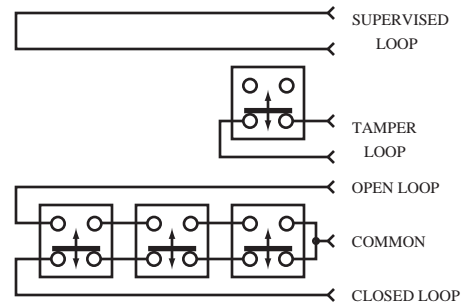 SUPERVISED
LOOP
TAMPER
LOOP
OPEN LOOP
COMMON
CLOSED LOOP